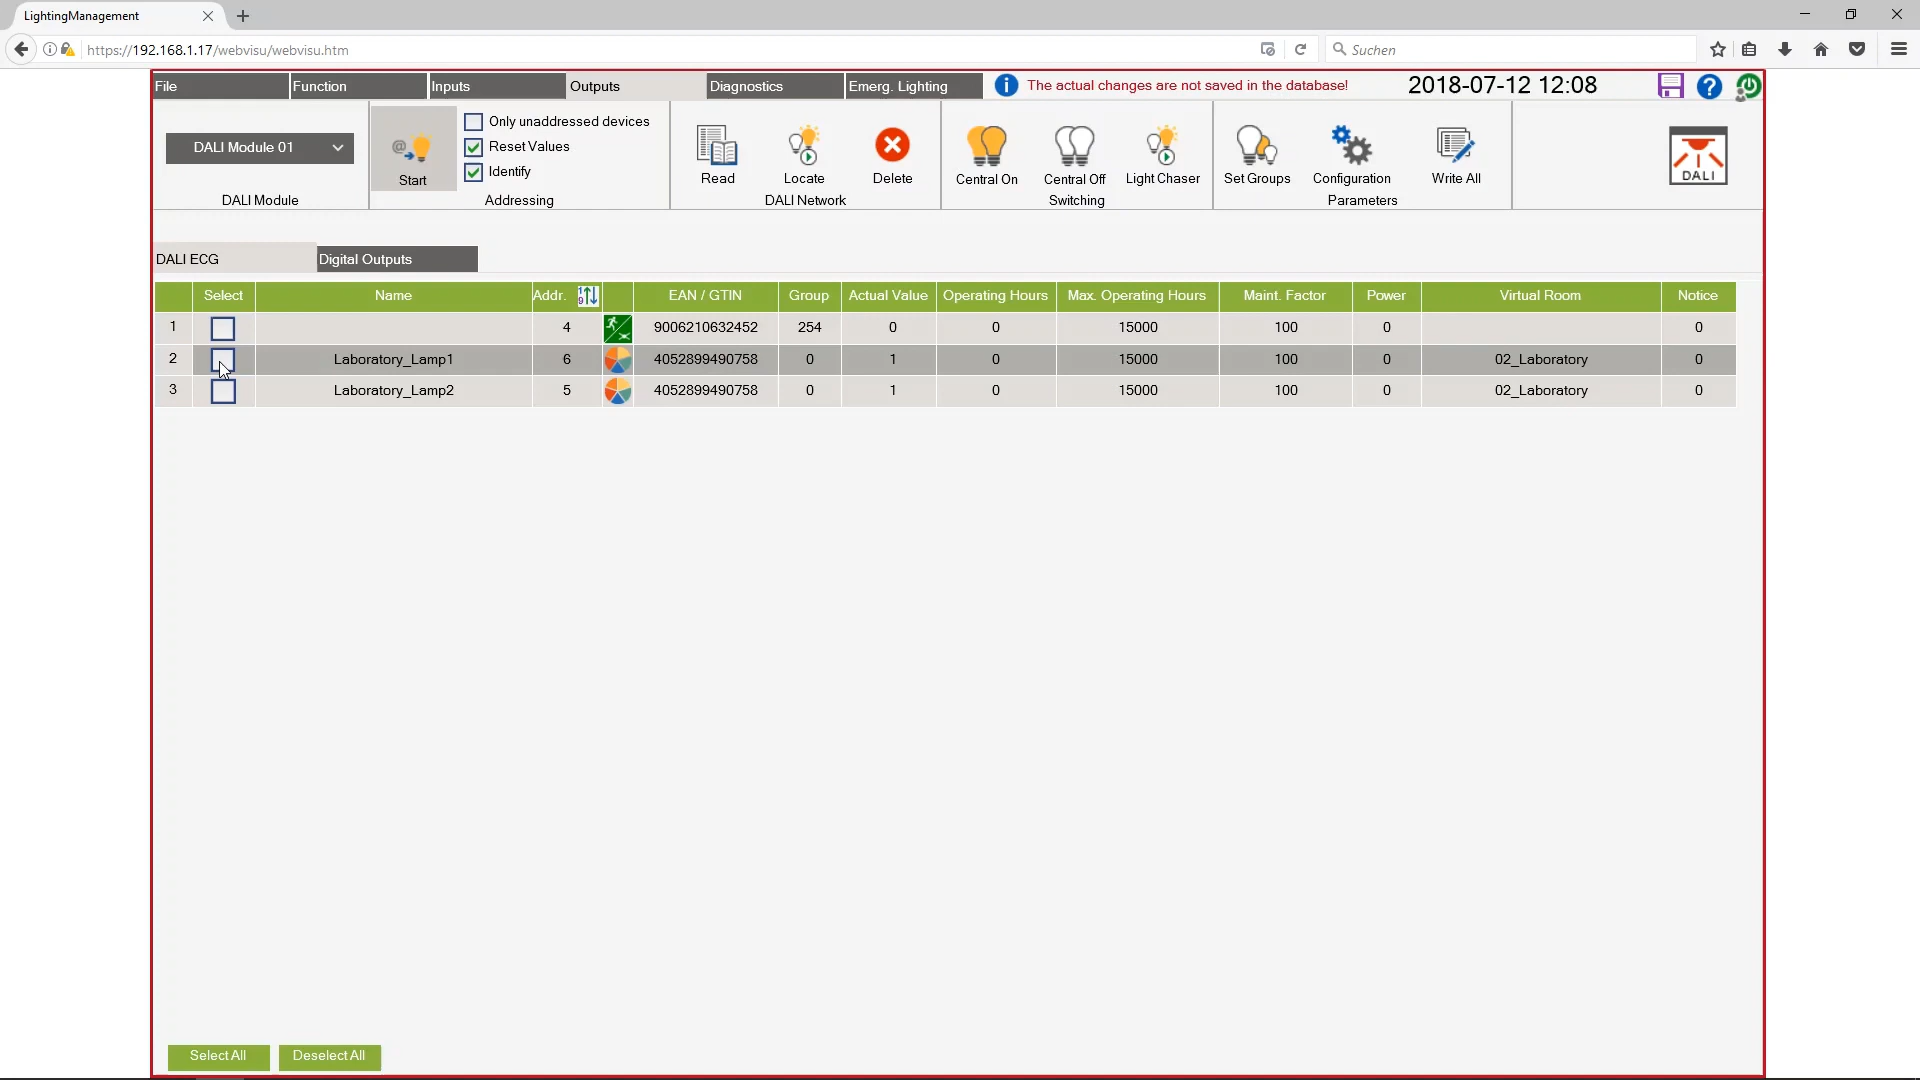 LightingManagement
https://192.168.1.17/webvisu/webvisu.htm
Suchen
File
Function
Inputs
Outputs
Diagnostics
Emerg. Lighting
The actual changes are not saved in the database!
2018-07-12 12:08
DALI Module 01
DALI Module
@
Start
Only unaddressed devices
Reset Values
Identify
Addressing
Read
Locate
Delete
DALI Network
Central On
Central Off
Light Chaser
Switching
Set Groups
Configuration
Write All
Parameters
DALI
DALI ECG
Digital Outputs
Select Name Addr. EAN / GTIN Group Actual Value Operating Hours Max. Operating Hours Maint. Factor Power Virtual Room Notice
1 4 9006210632452 254 0 0 15000 100 0 0
2 Laboratory_Lamp1 6 4052899490758 0 1 0 15000 100 0 02_Laboratory 0
3 Laboratory_Lamp2 5 4052899490758 0 1 0 15000 100 0 02_Laboratory 0
Select All
Deselect All